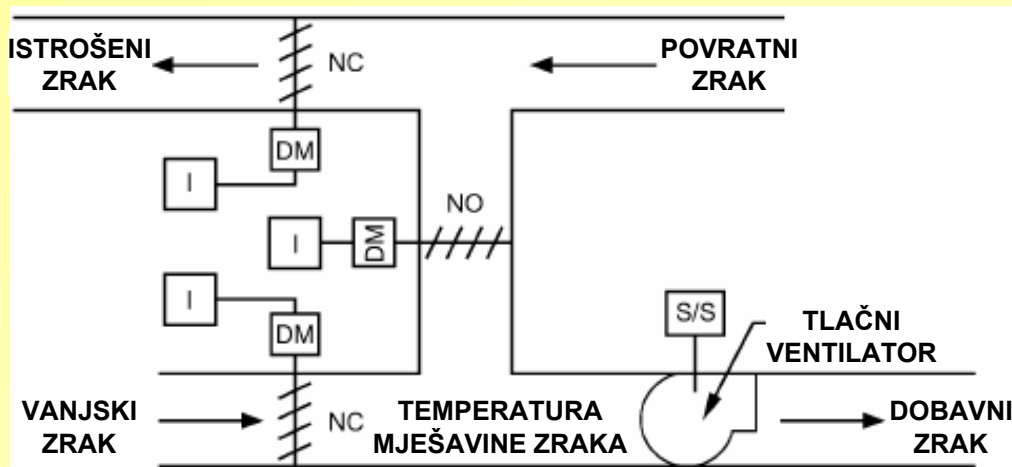 ISTROŠENI
ZRAK
NC
POVRATNI
ZRAK
DM
I
NO
I
DM
I
DM
S/S
TLAČNI
VENTILATOR
VANJSKI
ZRAK
NC
TEMPERATURA
MJEŠAVINE ZRAKA
DOBAVNI
ZRAK